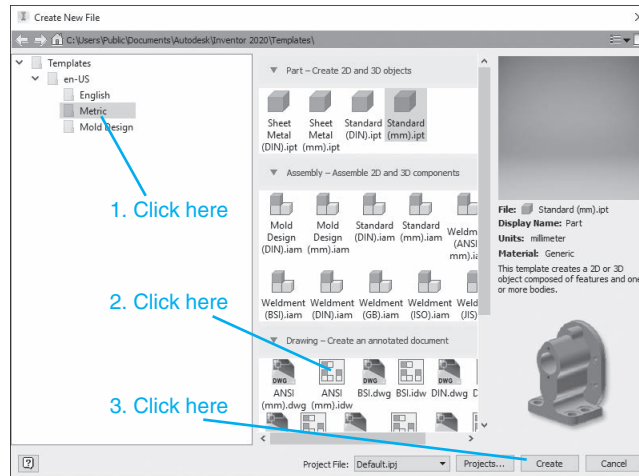 Create New File
C:\Users\Public\Documents\Autodesk\Inventor 2020\Templates\
Templates
en-US
English
Metric
Mold Design
1. Click here
2. Click here
3. Click here
Part – Create 2D and 3D objects
Sheet Metal (DIN).ipt
Sheet Metal (mm).ipt
Standard (DIN).ipt
Standard (mm).ipt
Assembly – Assemble 2D and 3D components
Mold Design (DIN).iam
Mold Design (mm).iam
Standard (DIN).iam
Standard (mm).iam
Weldm
(ANSI
mm).ia
Weldment (BSI).iam
Weldment (DIN).iam
Weldment (GB).iam
Weldment (ISO).iam
Weld
(JIS)
Drawing – Create an annotated document
DWG
ANSI (mm).dwg
ANSI (mm).idw
DWG
BSI.dwg
BSI.idw
DWG
DIN.dwg
D
DWG
DWG
DWG
File: Standard (mm).ipt
Display Name: Part
Units: millimeter
Material: Generic
This template creates a 2D or 3D
object composed of features and one
or more bodies.
Project File: Default.ipj
Projects...
Create
Cancel